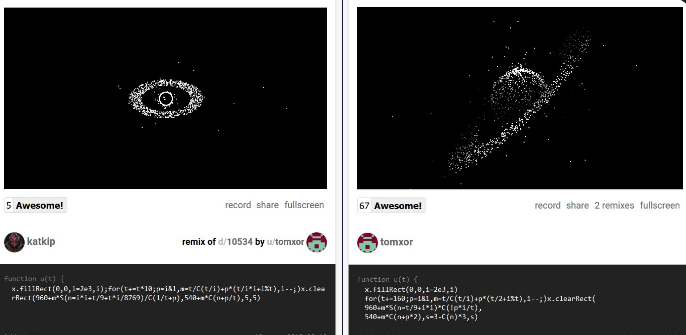 5 Awesome!
record share fullscreen
katkip
remix of d/10534 by u/tomxor
function u(t) {
x.fillRect(0,0,i=2e3,i);for(t+=t*10;p=i&1,m=t/C(t/i)+p*(t/i*i+i%t),i--;)x.clea
rRect(960+m*S(n=i*i+t/9+t*i/8769)/C(1/t+p),540+m*C(n+p/t),5,5)
67 Awesome!
record share 2 remixes fullscreen
tomxor
function u(t) {
x.fillRect(0,0,i=2e3,i)
for(t+=160;p=i&1,m=t/C(t/i)+p*(t/2+i%t),i--;)x.clearRect(
960+m*S(n=t/9+i*i)*C(!p*i/t),
540+m*C(n+p*2),s=3-C(n)*3,s)